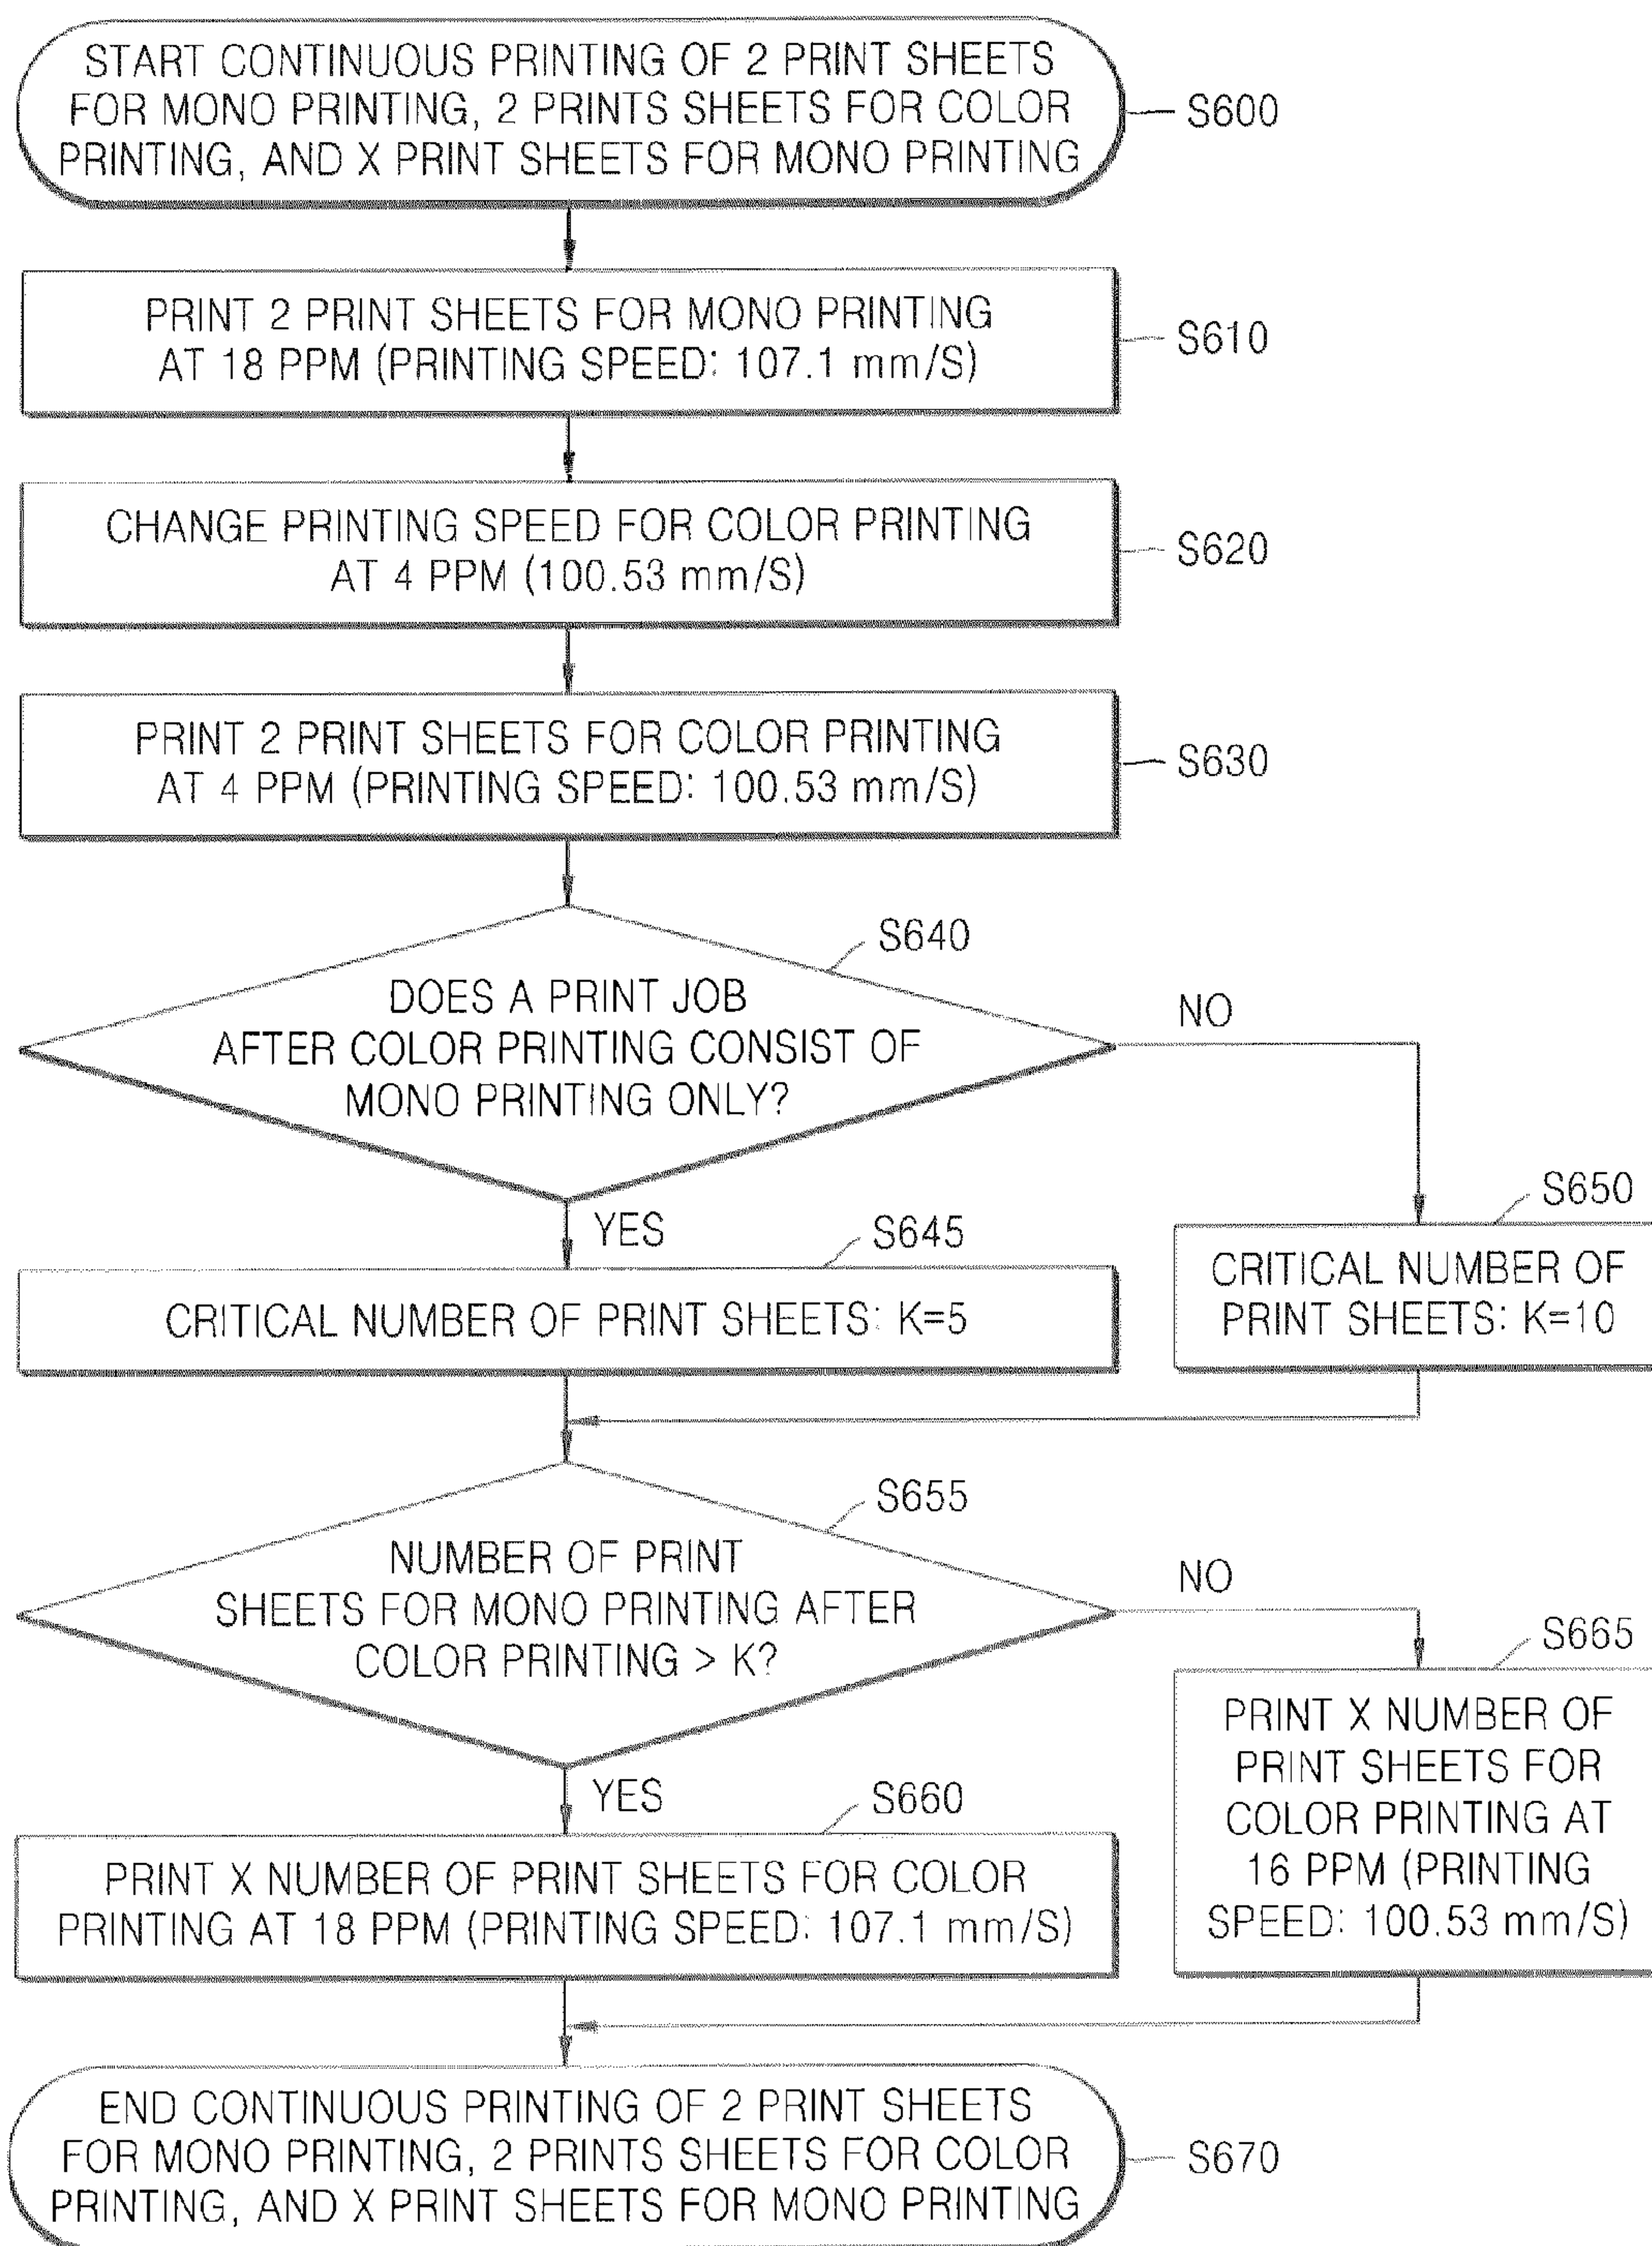 START CONTINUOUS PRINTING OF 2 PRINT SHEETS
FOR MONO PRINTING, 2 PRINTS SHEETS FOR COLOR
PRINTING, AND X PRINT SHEETS FOR MONO PRINTING
S600
PRINT 2 PRINT SHEETS FOR MONO PRINTING
AT 18 PPM (PRINTING SPEED: 107.1 mm/S)
S610
CHANGE PRINTING SPEED FOR COLOR PRINTING
AT 4 PPM (100.53 mm/S)
S620
PRINT 2 PRINT SHEETS FOR COLOR PRINTING
AT 4 PPM (PRINTING SPEED: 100.53 mm/S)
S630
S640
DOES A PRINT JOB
AFTER COLOR PRINTING CONSIST OF
MONO PRINTING ONLY?
NO
YES
S645
CRITICAL NUMBER OF PRINT SHEETS: K=5
S650
CRITICAL NUMBER OF
PRINT SHEETS: K=10
S655
NUMBER OF PRINT
SHEETS FOR MONO PRINTING AFTER
COLOR PRINTING > K?
NO
YES
S660
PRINT X NUMBER OF PRINT SHEETS FOR COLOR
PRINTING AT 18 PPM (PRINTING SPEED: 107.1 mm/S)
S665
PRINT X NUMBER OF
PRINT SHEETS FOR
COLOR PRINTING AT
16 PPM (PRINTING
SPEED: 100.53 mm/S)
END CONTINUOUS PRINTING OF 2 PRINT SHEETS
FOR MONO PRINTING, 2 PRINTS SHEETS FOR COLOR
PRINTING, AND X PRINT SHEETS FOR MONO PRINTING
S670